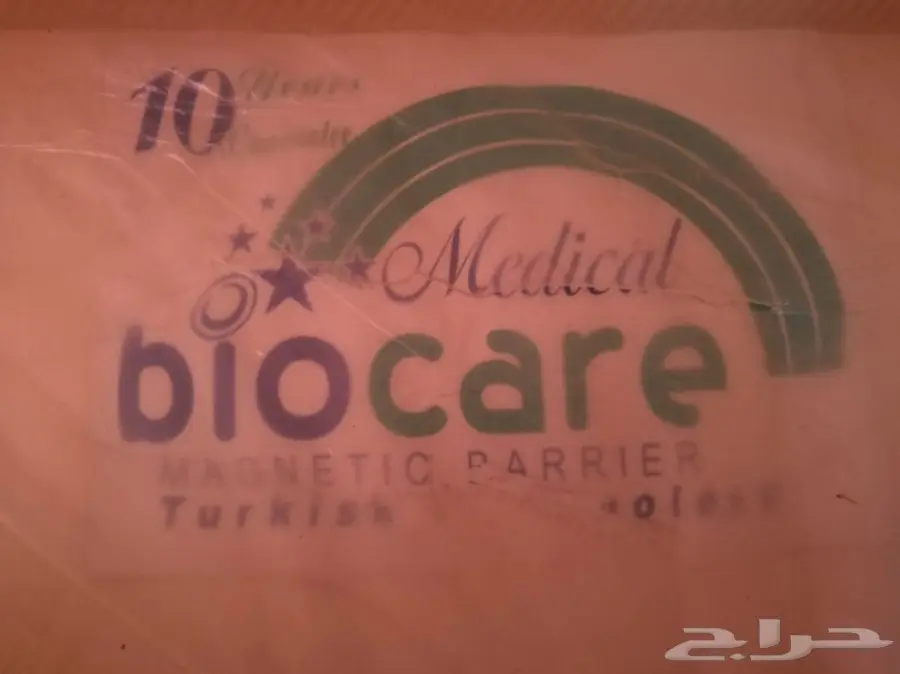 10 Years
Medical
biocare
MAGNETIC BARRIER
Turkish
حراج